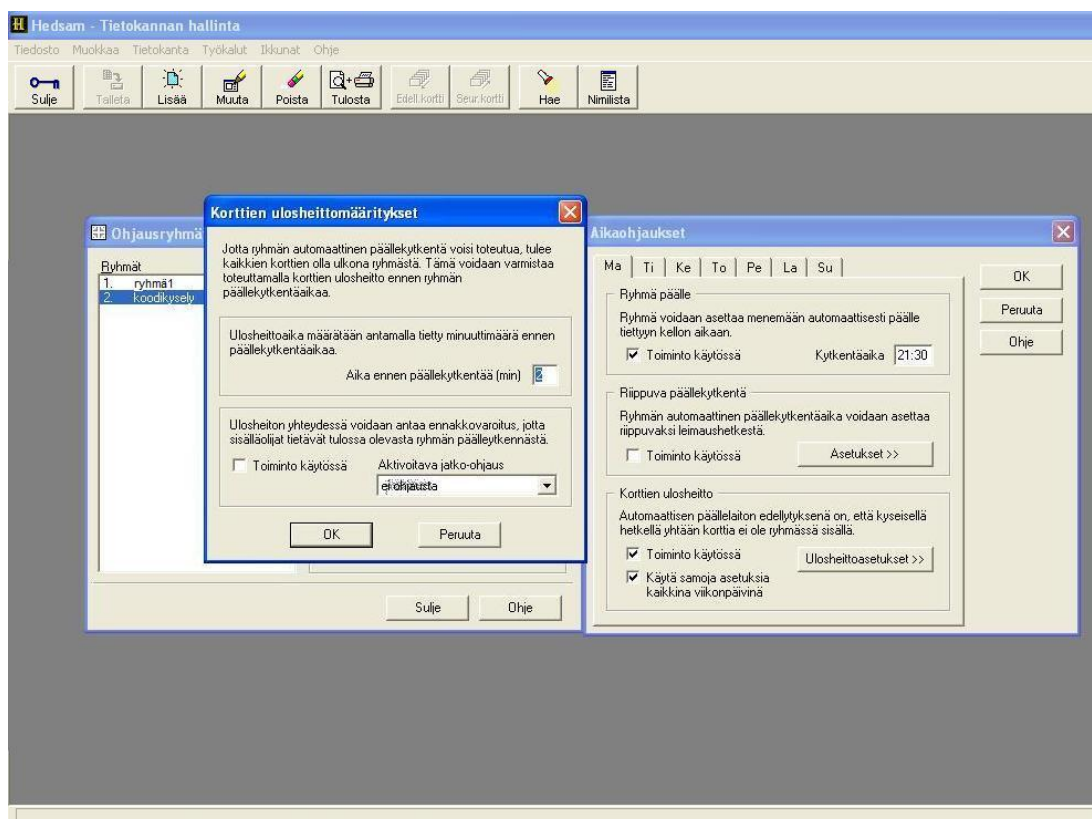 Hedsam - Tietokannan hallinta
Tiedosto Muokkaa Tietokanta Työkalut Ikkunat Ohje
Sulje Talleta Lisää Muuta Poista Tulosta Edell.kortti Seur.kortti Hae Nimilista
Ohjausryhmä
Ryhmät
1. ryhmä1
2. koodikysely
Sulje Ohje
Korttien ulosheittomääritykset
Jotta ryhmän automaattinen päällekytkentä voisi toteutua, tulee
kaikkien korttien olla ulkona ryhmästä. Tämä voidaan varmistaa
toteuttamalla korttien ulosheitto ennen ryhmän
päällekytkentäaikaa.
Ulosheittoaika määrätään antamalla tietty minuuttimäärä ennen
päällekytkentäaikaa.
Aika ennen päällekytkentää (min) 2
Ulosheiton yhteydessä voidaan antaa ennakkovaroitus, jotta
sisälläolijat tietävät tulossa olevasta ryhmän päälleytkennästä.
Toiminto käytössä Aktivoitava jatko-ohjaus
ei ohjausta
OK Peruuta
Aikaohjaukset
Ma Ti Ke To Pe La Su
Ryhmä päälle
Ryhmä voidaan asettaa menemään automaattisesti päälle
tiettyyn kellon aikaan.
Toiminto käytössä Kytkentäaika 21:30
Riippuva päällekytkentä
Ryhmän automaattinen päällekytkentäaika voidaan asettaa
riippuvaksi leimaushetkestä.
Toiminto käytössä Asetukset >>
Korttien ulosheitto
Automaattisen päällelaiton edellytyksenä on, että kyseisellä
hetkellä yhtään korttia ei ole ryhmässä sisällä.
Toiminto käytössä Ulosheittoasetukset >>
Käytä samoja asetuksia
kaikkina viikonpäivinä
OK
Peruuta
Ohje